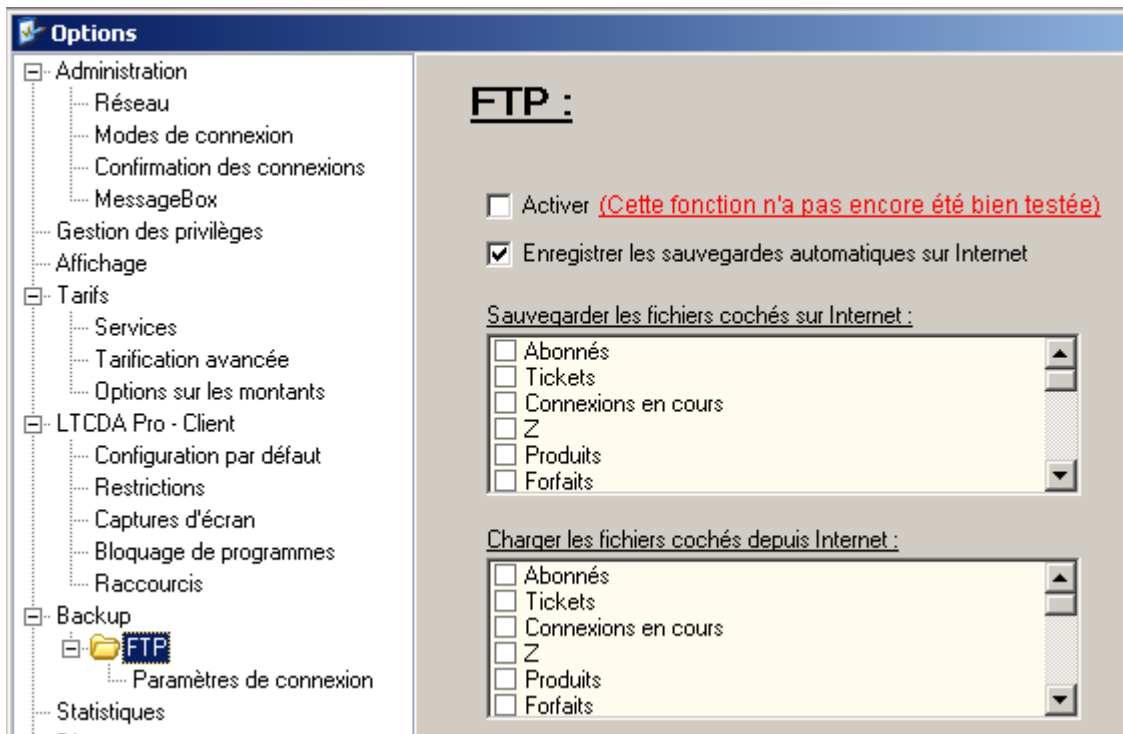 Options
Administration
Réseau
Modes de connexion
Confirmation des connexions
MessageBox
Gestion des privilèges
Affichage
Tarifs
Services
Tarification avancée
Options sur les montants
LTCDA Pro - Client
Configuration par défaut
Restrictions
Captures d'écran
Bloquage de programmes
Raccourcis
Backup
FTP
Paramètres de connexion
Statistiques
FTP :
Activer (Cette fonction n'a pas encore été bien testée)
Enregistrer les sauvegardes automatiques sur Internet
Sauvegarder les fichiers cochés sur Internet :
Abonnés
Tickets
Connexions en cours
Z
Produits
Forfaits
Charger les fichiers cochés depuis Internet :
Abonnés
Tickets
Connexions en cours
Z
Produits
Forfaits